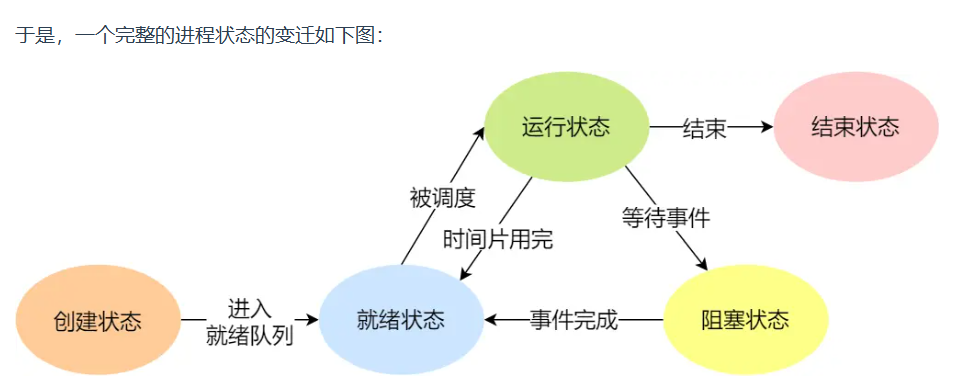 于是，一个完整的进程状态的变迁如下图：
运行状态
结束
结束状态
被调度
时间片用完
等待事件
创建状态
进入
就绪队列
就绪状态
事件完成
阻塞状态